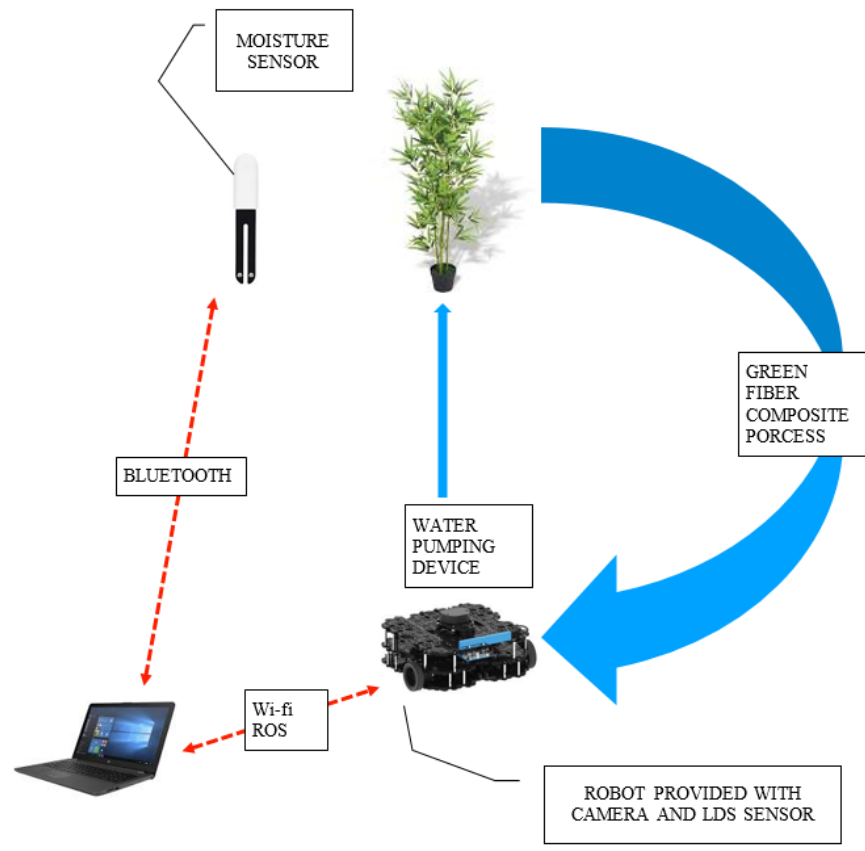 MOISTURE
SENSOR
GREEN
FIBER
COMPOSITE
PORCESS
BLUETOOTH
WATER
PUMPING
DEVICE
Wi-fi
ROS
ROBOT PROVIDED WITH
CAMERA AND LDS SENSOR